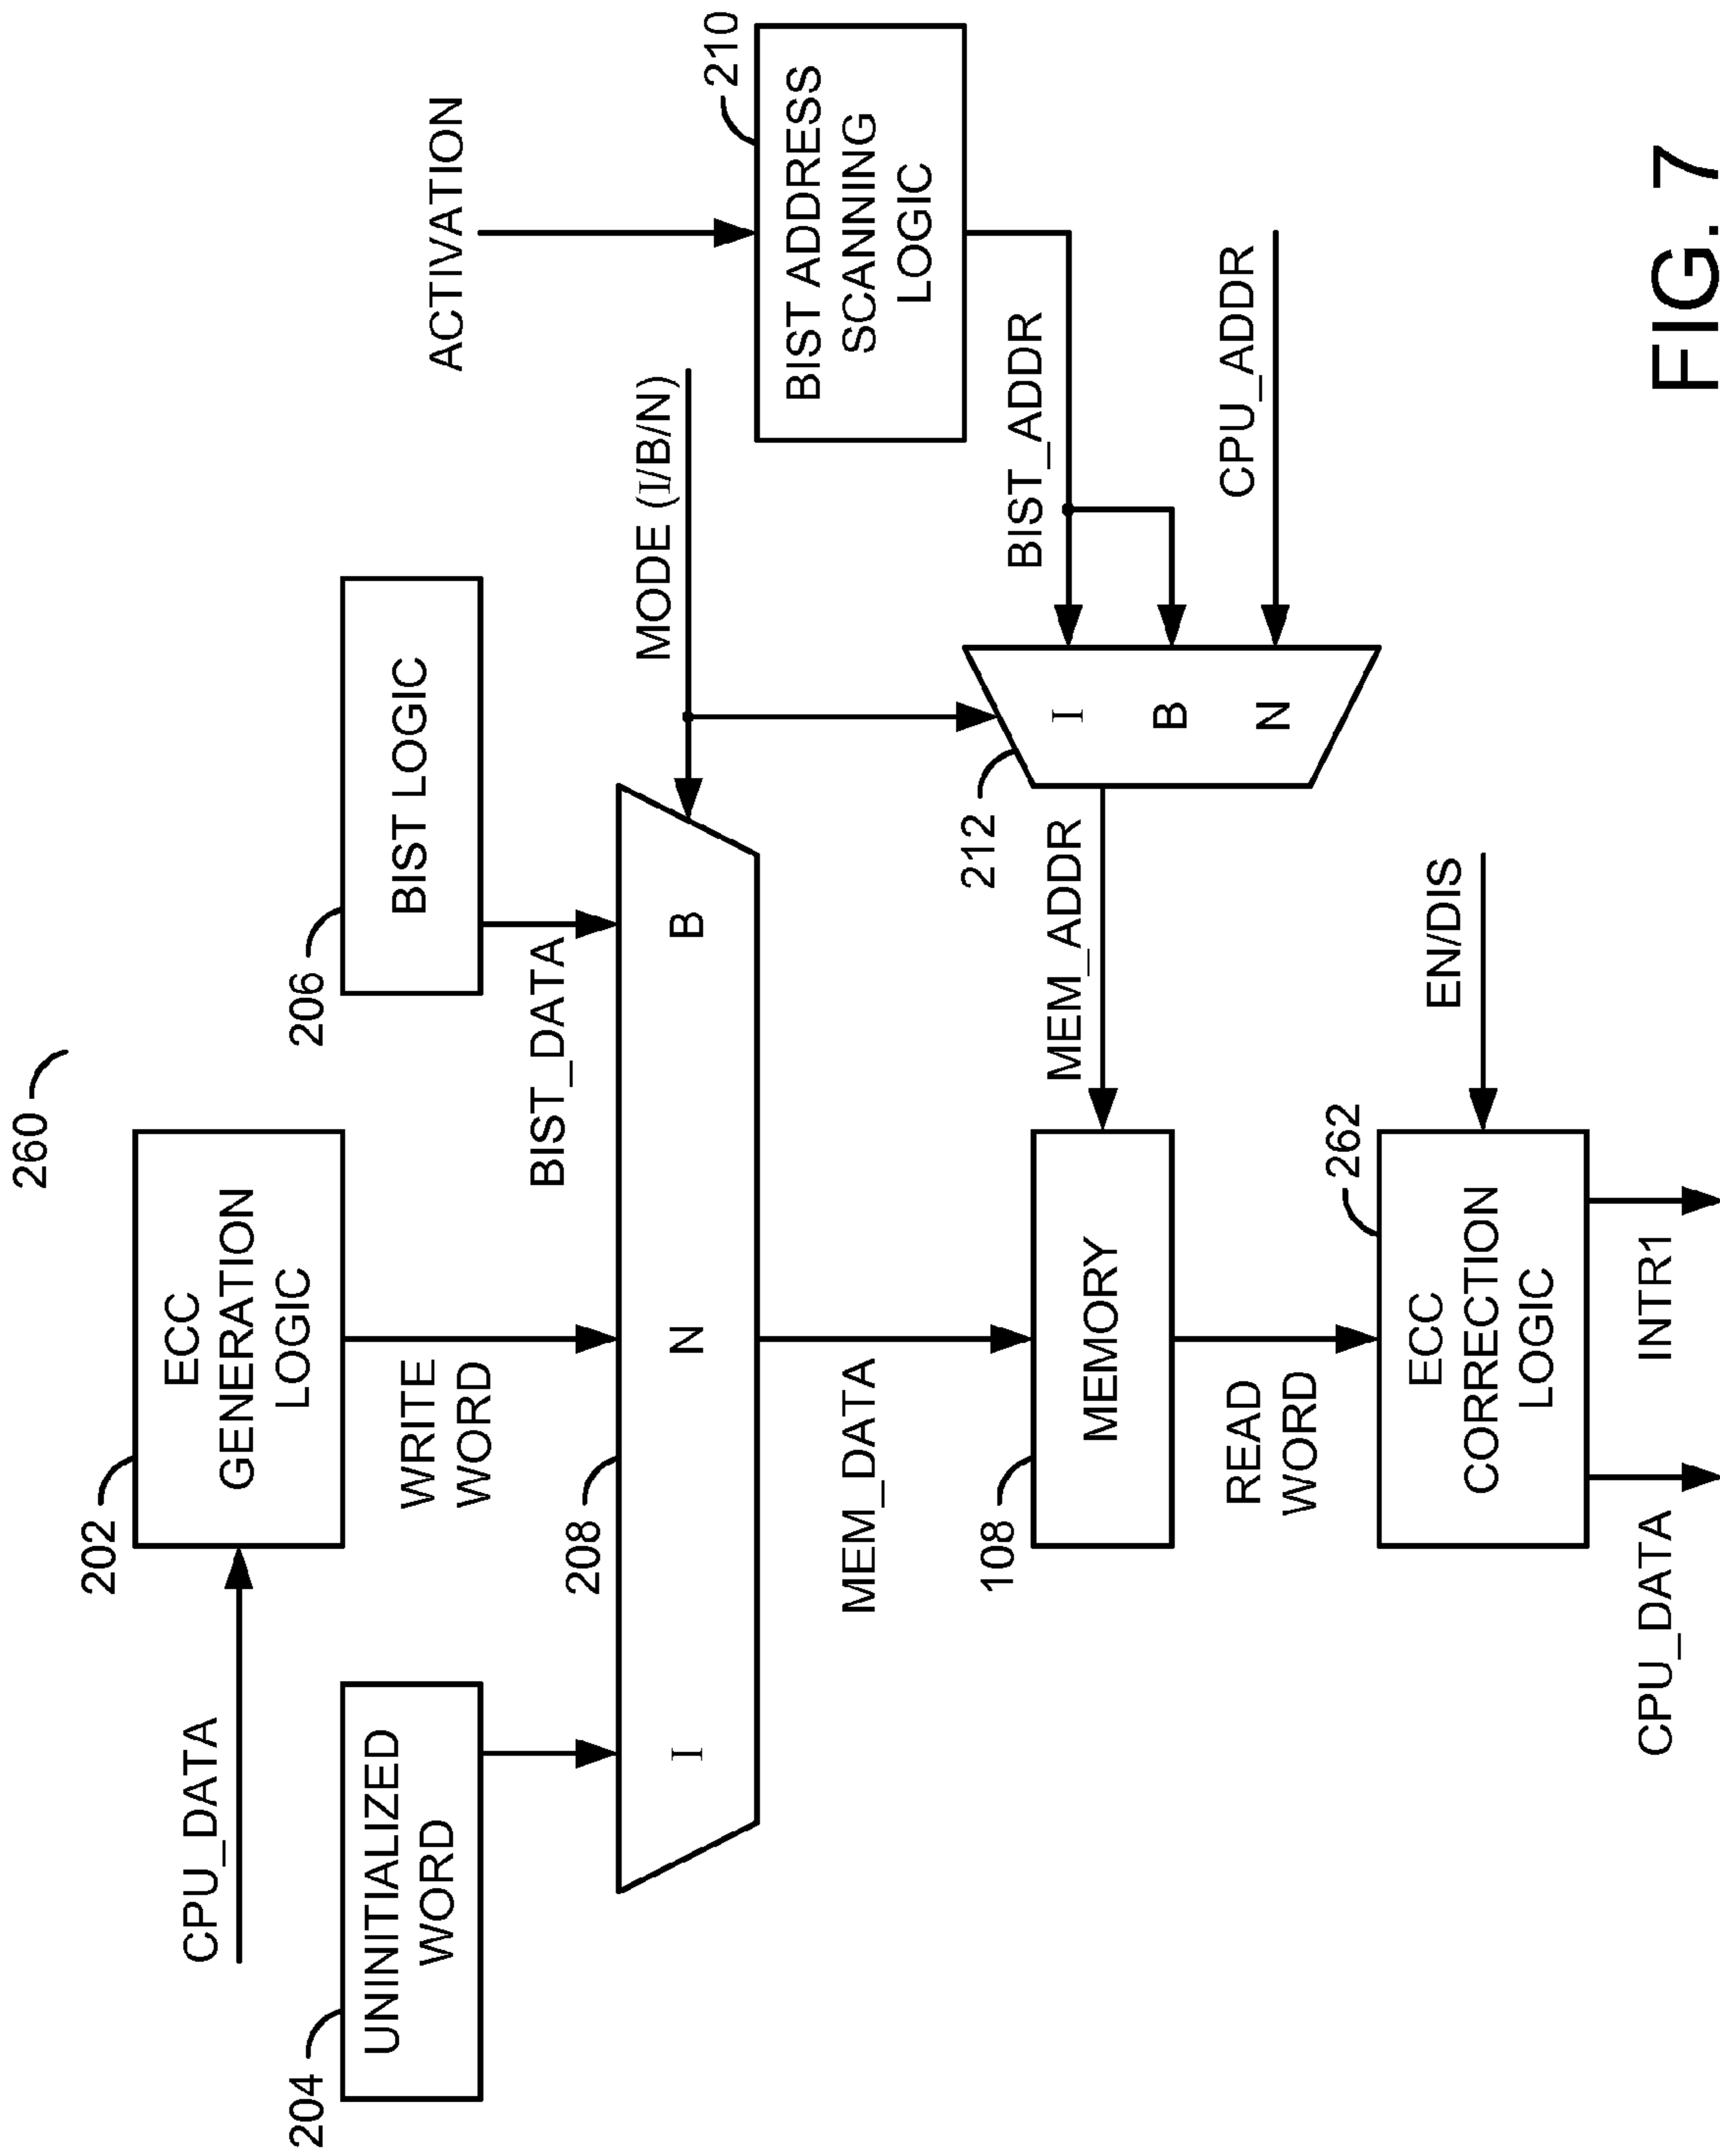 260
202
ECC
GENERATION
LOGIC
CPU_DATA
204
UNINITIALIZED
WORD
WRITE
WORD
206
BIST LOGIC
BIST_DATA
ACTIVATION
MODE (I/B/N)
210
BIST ADDRESS
SCANNING
LOGIC
208
I
N
B
MEM_DATA
BIST_ADDR
CPU_ADDR
212
I
B
N
MEM_ADDR
108
MEMORY
READ
WORD
EN/DIS
262
ECC
CORRECTION
LOGIC
CPU_DATA
INTR1
FIG. 7